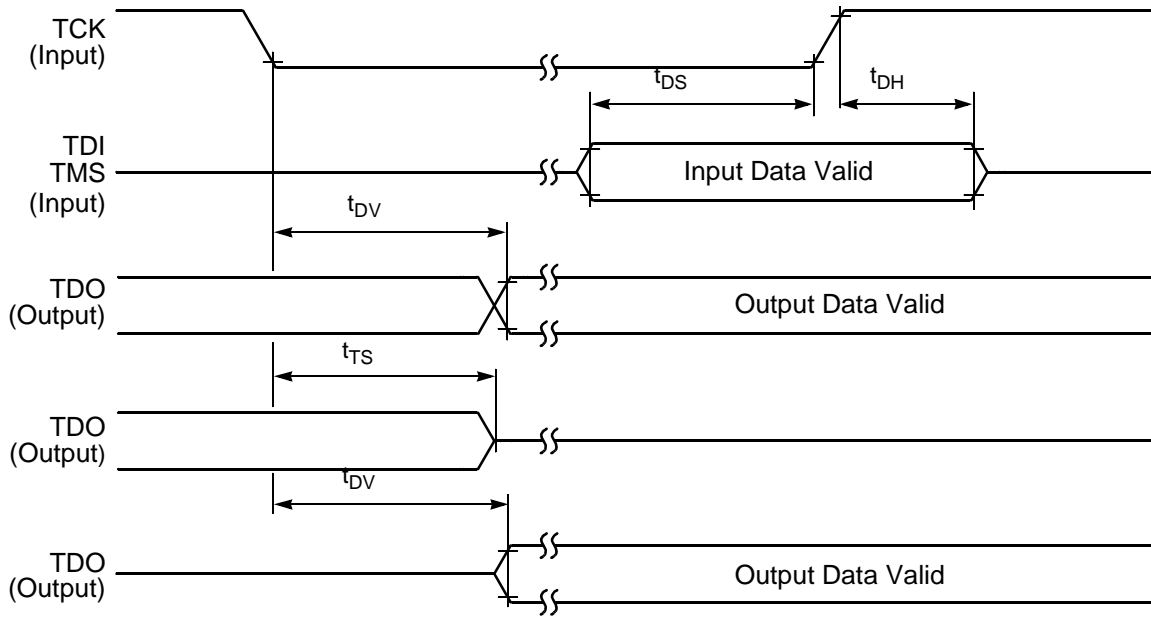 TCK
(Input)
tDS
tDH
TDI
TMS
(Input)
Input Data Valid
tDV
TDO
(Output)
Output Data Valid
tTS
TDO
(Output)
tDV
TDO
(Output)
Output Data Valid